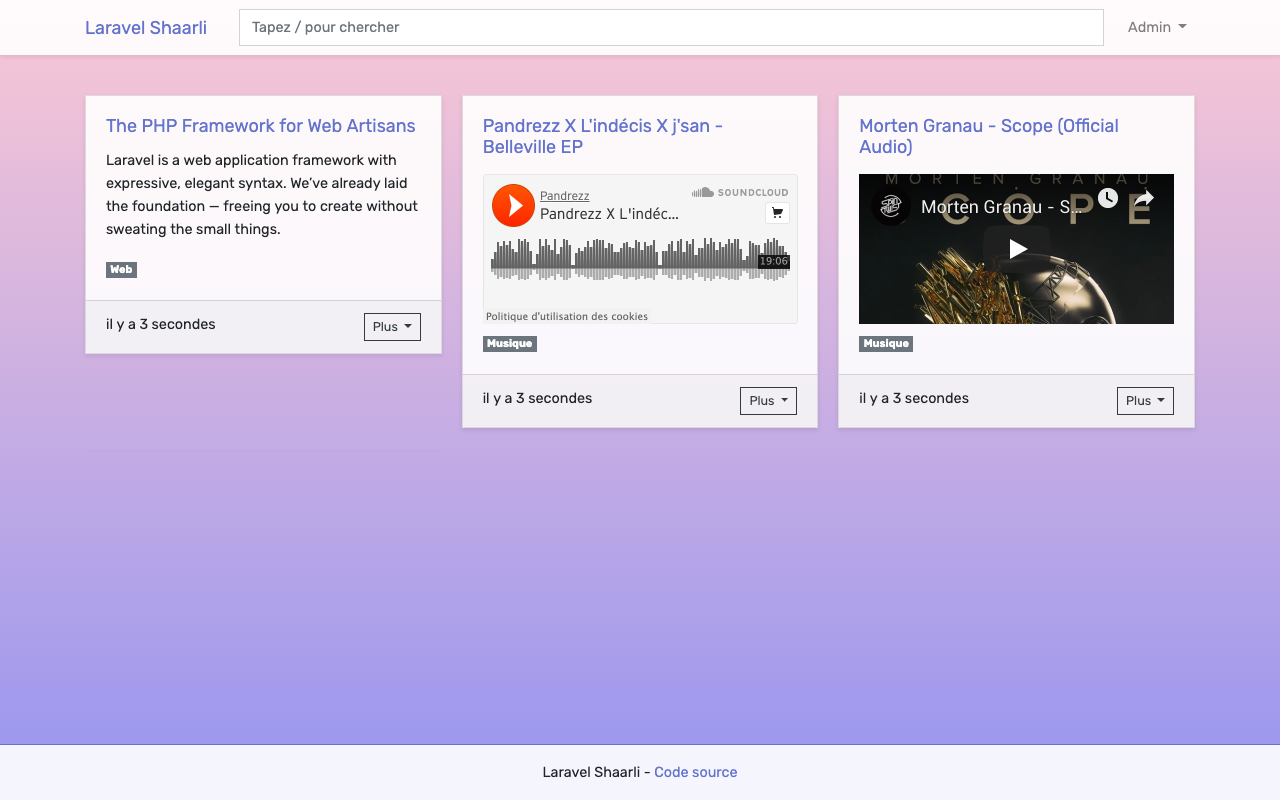 Laravel Shaarli
Tapez / pour chercher
Admin
The PHP Framework for Web Artisans
Laravel is a web application framework with
expressive, elegant syntax. We’ve already laid
the foundation — freeing you to create without
sweating the small things.
Web
il y a 3 secondes
Plus
Pandrezz X L'indécis X j'san -
Belleville EP
Pandrezz
SOUNDCLOUD
Pandrezz X L'indéc...
19:06
Politique d'utilisation des cookies
Musique
il y a 3 secondes
Plus
Morten Granau - Scope (Official
Audio)
MORTEN.GRANAU
COPE
Morten Granau - S...
Musique
il y a 3 secondes
Plus
Laravel Shaarli - Code source